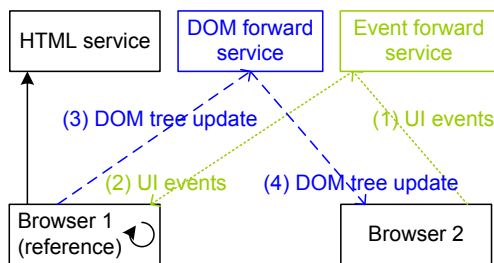 HTML service
DOM forward
service
Event forward
service
(3) DOM tree update
(1) UI events
(2) UI events
(4) DOM tree update
Browser 1
(reference)
Browser 2